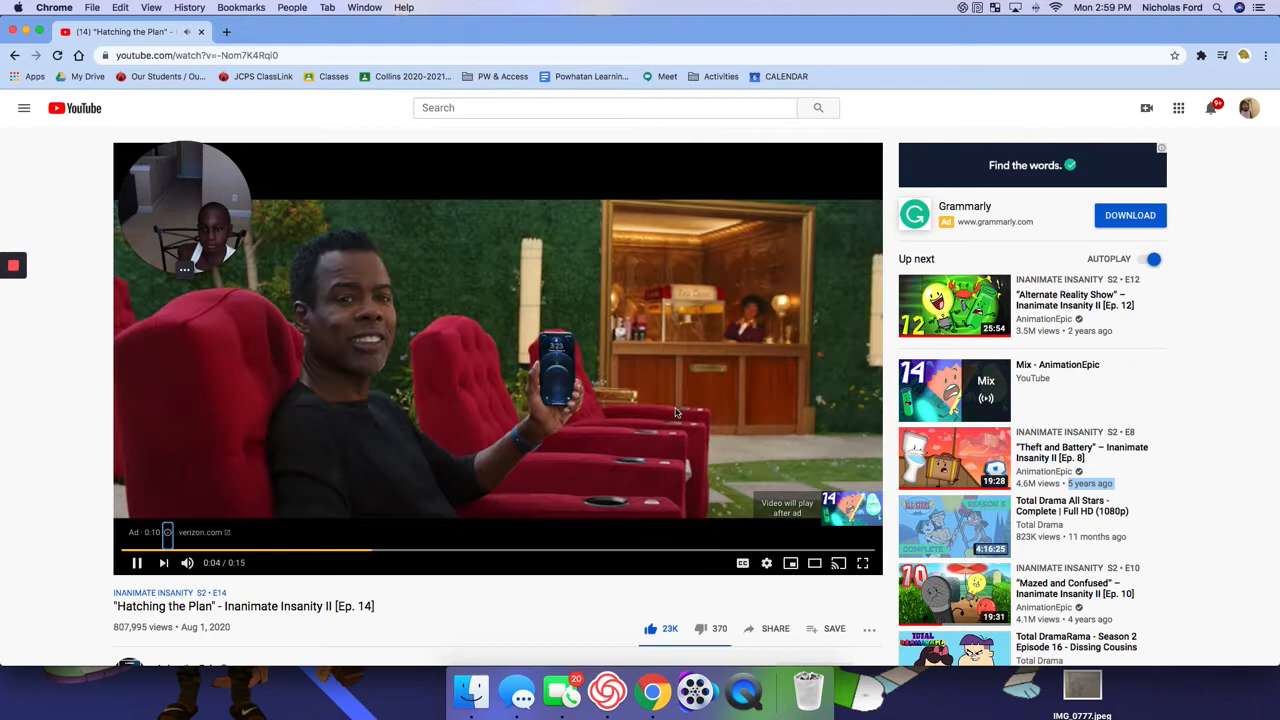 Chrome File Edit View History Bookmarks People Tab Window Help Mon 2:59 PM Nicholas Ford
(14) "Hatching the Plan" -
youtube.com/watch?v=-Nom7K4Rqi0
Apps My Drive Our Students / Ou... JCPS ClassLink Classes Collins 2020-2021... PW & Access Powhatan Learnin... Meet Activities CALENDAR
YouTube Search 9+
Find the words.
Grammarly
Ad www.grammarly.com
DOWNLOAD
Up next AUTOPLAY
12 25:54
INANIMATE INSANITY S2 • E12
"Alternate Reality Show" –
Inanimate Insanity II [Ep. 12]
AnimationEpic
3.5M views • 2 years ago
14 Mix
Mix - AnimationEpic
YouTube
19:28
INANIMATE INSANITY S2 • E8
"Theft and Battery" – Inanimate
Insanity II [Ep. 8]
AnimationEpic
4.6M views • 5 years ago
4:16:25
Total Drama All Stars -
Complete | Full HD (1080p)
Total Drama
823K views • 11 months ago
10 19:31
INANIMATE INSANITY S2 • E10
"Mazed and Confused" –
Inanimate Insanity II [Ep. 10]
AnimationEpic
4.1M views • 4 years ago
Total DramaRama - Season 2
Episode 16 - Dissing Cousins
Total Drama
3:23
Video will play
after ad
Ad · 0:10 verizon.com
0:04 / 0:15 CC
INANIMATE INSANITY S2 • E14
"Hatching the Plan" - Inanimate Insanity II [Ep. 14]
807,995 views • Aug 1, 2020
23K 370 SHARE SAVE
20
IMG_0777.jpeg